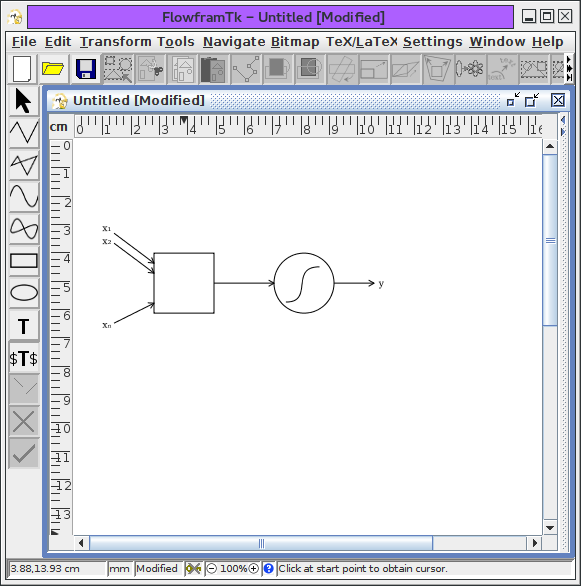 FlowframTk - Untitled [Modified]
File Edit Transform Tools Navigate Bitmap TeX/LaTeX Settings Window Help
Untitled [Modified]
cm
0 1 2 3 4 5 6 7 8 9 10 11 12 13 14 15 16
0
1
2
3
4
5
6
7
8
9
10
11
12
13
x₁
x₂
xₙ
y
T
$T$
3.88,13.93 cm mm Modified 100% Click at start point to obtain cursor.